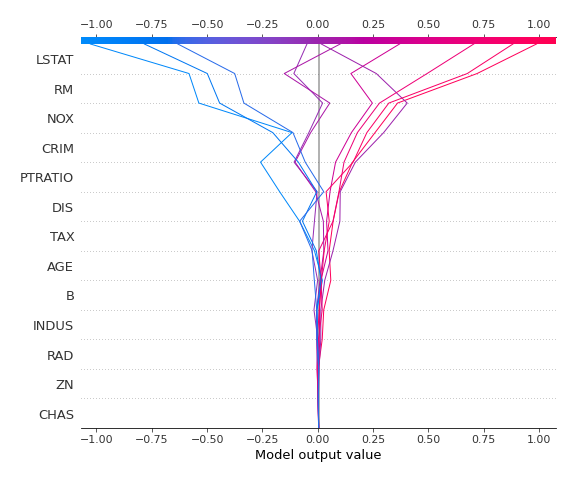 −1.00 −0.75 −0.50 −0.25 0.00 0.25 0.50 0.75 1.00
LSTAT
RM
NOX
CRIM
PTRATIO
DIS
TAX
AGE
B
INDUS
RAD
ZN
CHAS
−1.00 −0.75 −0.50 −0.25 0.00 0.25 0.50 0.75 1.00
Model output value